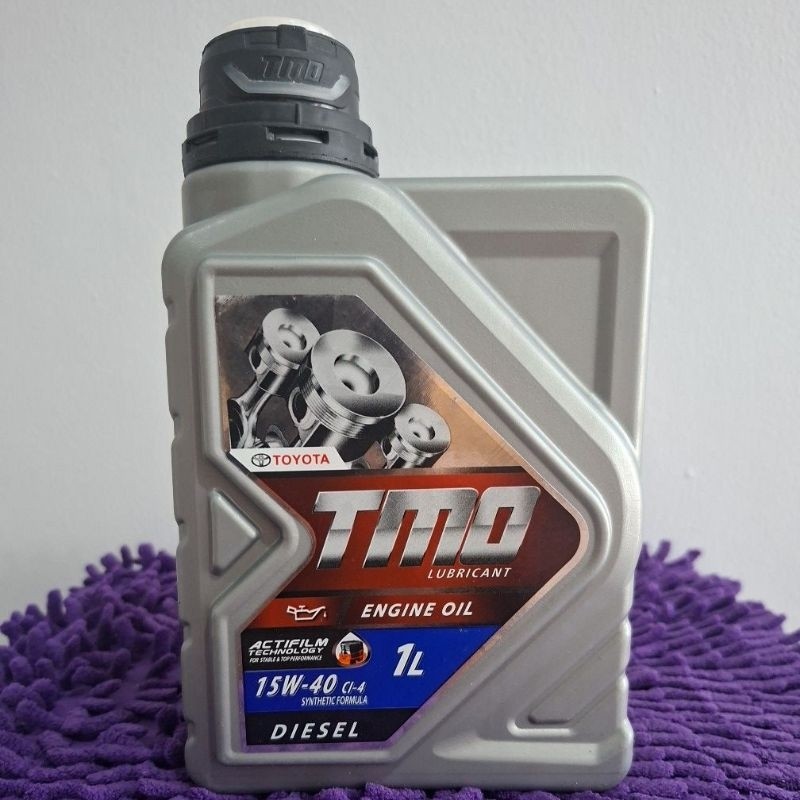 TMO
TOYOTA
TMO
LUBRICANT
ENGINE OIL
ACTIFILM
TECHNOLOGY
FOR STABLE & TOP PERFORMANCE
1L
15W-40 CI-4
SYNTHETIC FORMULA
DIESEL